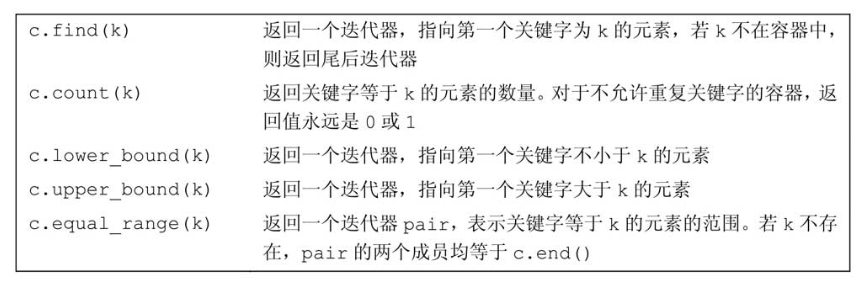 c.find(k) 返回一个迭代器，指向第一个关键字为 k 的元素，若 k 不在容器中，
则返回尾后迭代器
c.count(k) 返回关键字等于 k 的元素的数量。对于不允许重复关键字的容器，返
回值永远是 0 或 1
c.lower_bound(k) 返回一个迭代器，指向第一个关键字不小于 k 的元素
c.upper_bound(k) 返回一个迭代器，指向第一个关键字大于 k 的元素
c.equal_range(k) 返回一个迭代器 pair，表示关键字等于 k 的元素的范围。若 k 不存
在，pair 的两个成员均等于 c.end()